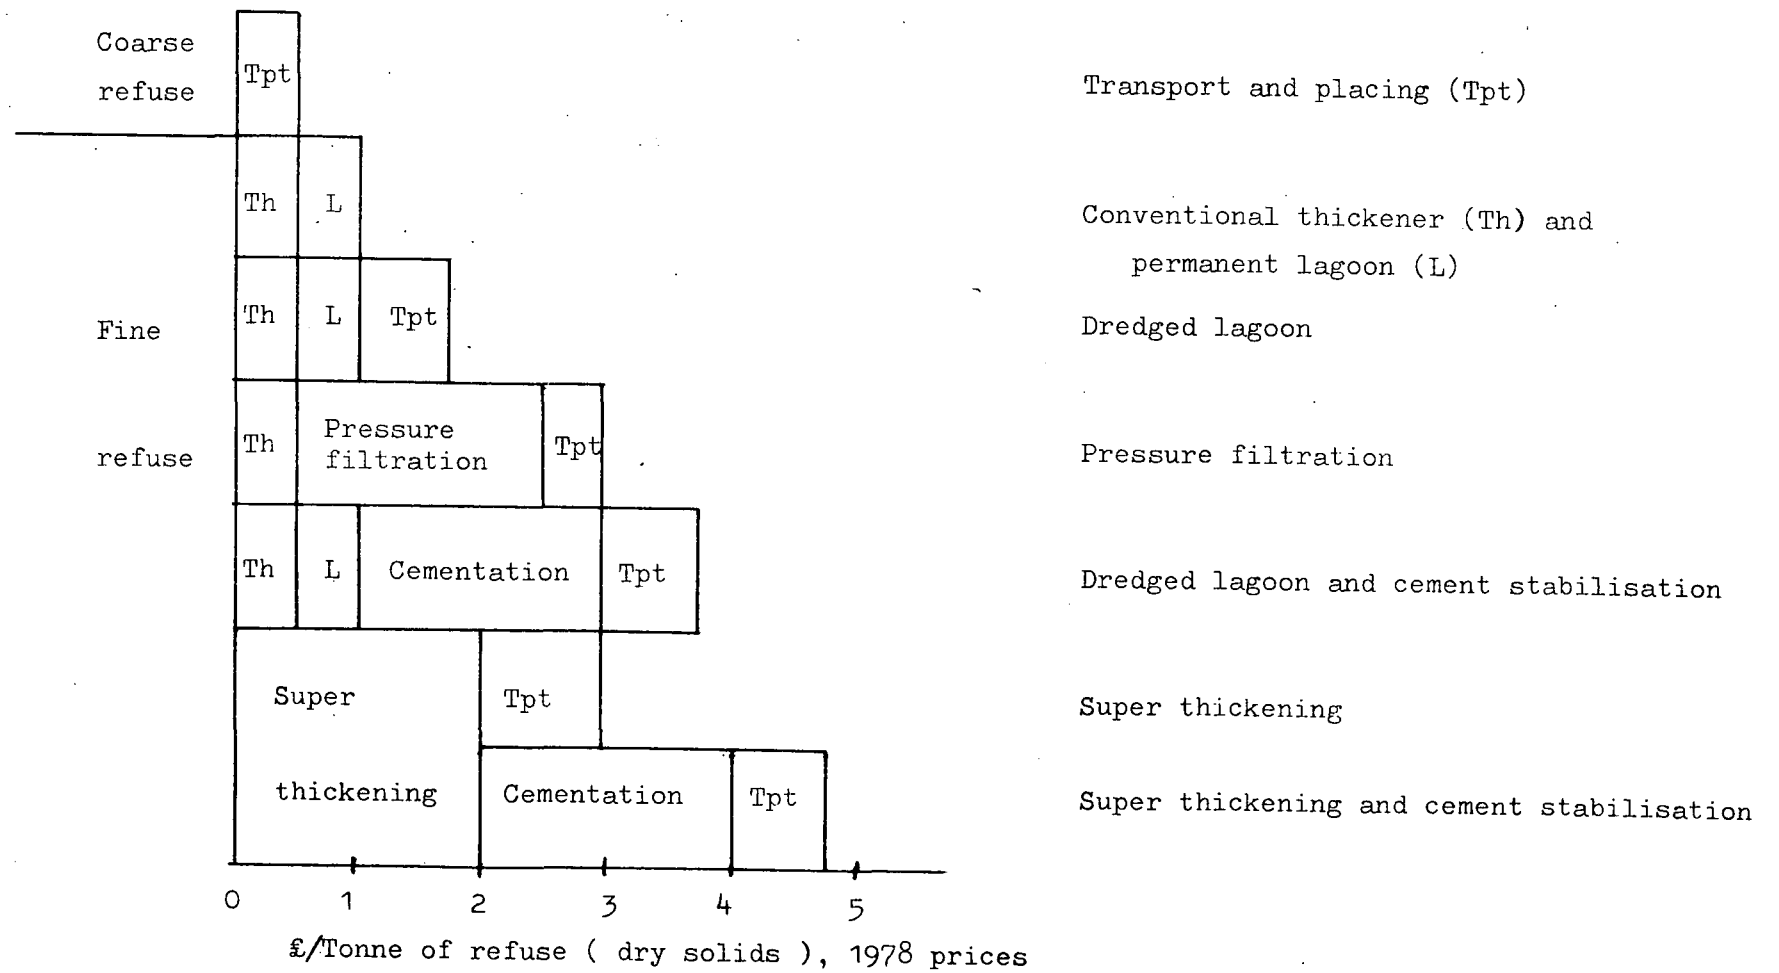 Coarse
refuse
Tpt
Transport and placing (Tpt)
Th L
Conventional thickener (Th) and
permanent lagoon (L)
Fine
Th L Tpt
Dredged lagoon
refuse
Th Pressure
filtration Tpt
Pressure filtration
Th L Cementation Tpt
Dredged lagoon and cement stabilisation
Super Tpt
Super thickening
thickening Cementation Tpt
Super thickening and cement stabilisation
0 1 2 3 4 5
£/Tonne of refuse ( dry solids ), 1978 prices